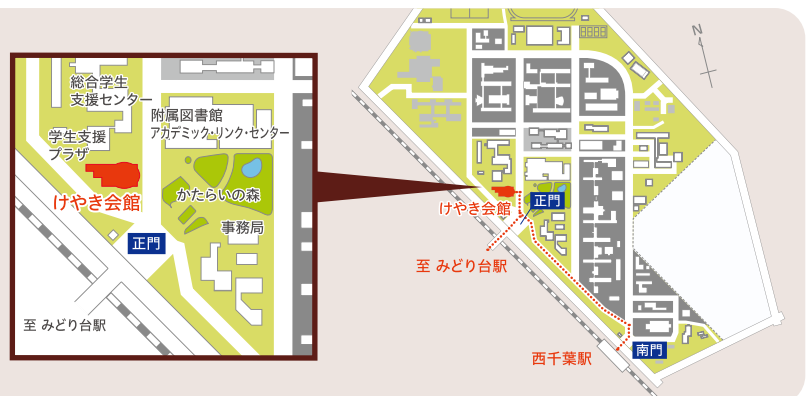 総合学生
支援センター
附属図書館
アカデミック・リンク・センター
学生支援
プラザ
けやき会館
かたらいの森
事務局
正門
至 みどり台駅
N
けやき会館
正門
至 みどり台駅
西千葉駅
南門